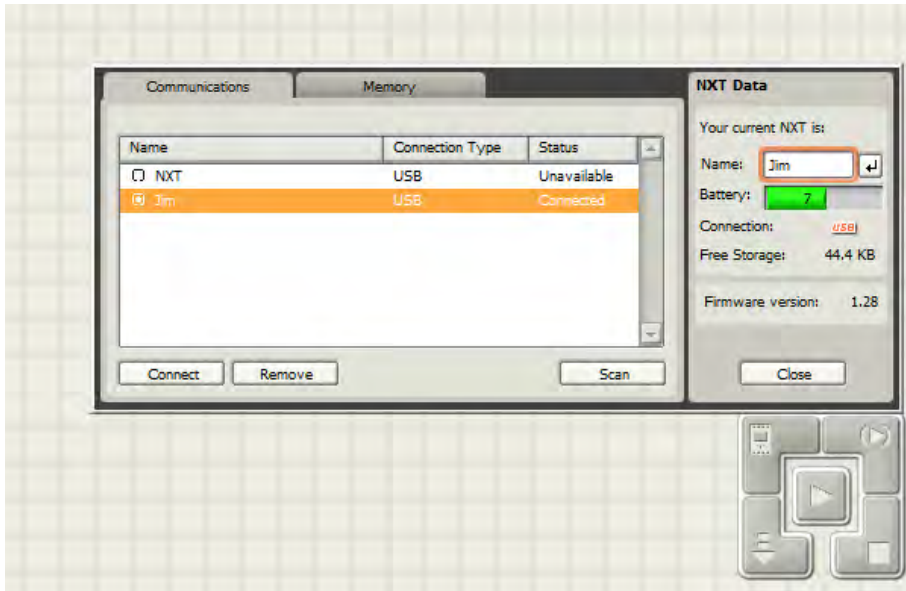 Communications Memory
Name Connection Type Status
NXT USB Unavailable
Jim USB Connected
Connect Remove Scan
NXT Data
Your current NXT is:
Name: Jim
Battery: 7
Connection: USB
Free Storage: 44.4 KB
Firmware version: 1.28
Close